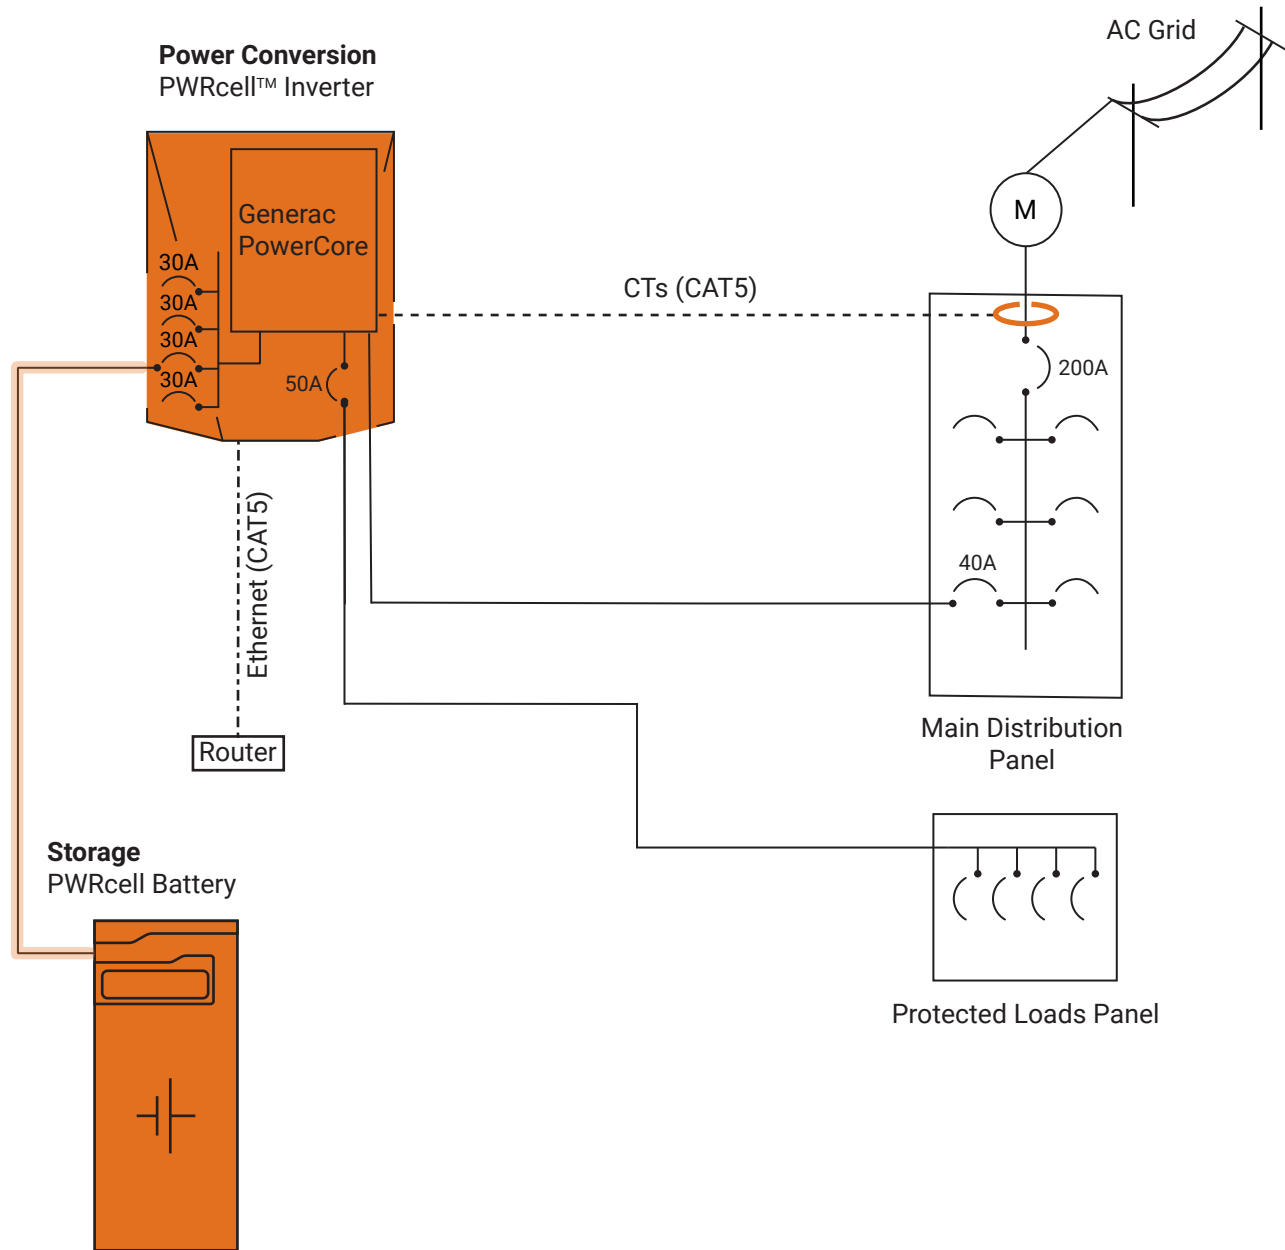 Power Conversion
PWRcell™ Inverter
AC Grid
Generac
PowerCore
M
30A
30A
30A
30A
50A
CTs (CAT5)
200A
40A
Ethernet (CAT5)
Router
Main Distribution
Panel
Storage
PWRcell Battery
Protected Loads Panel